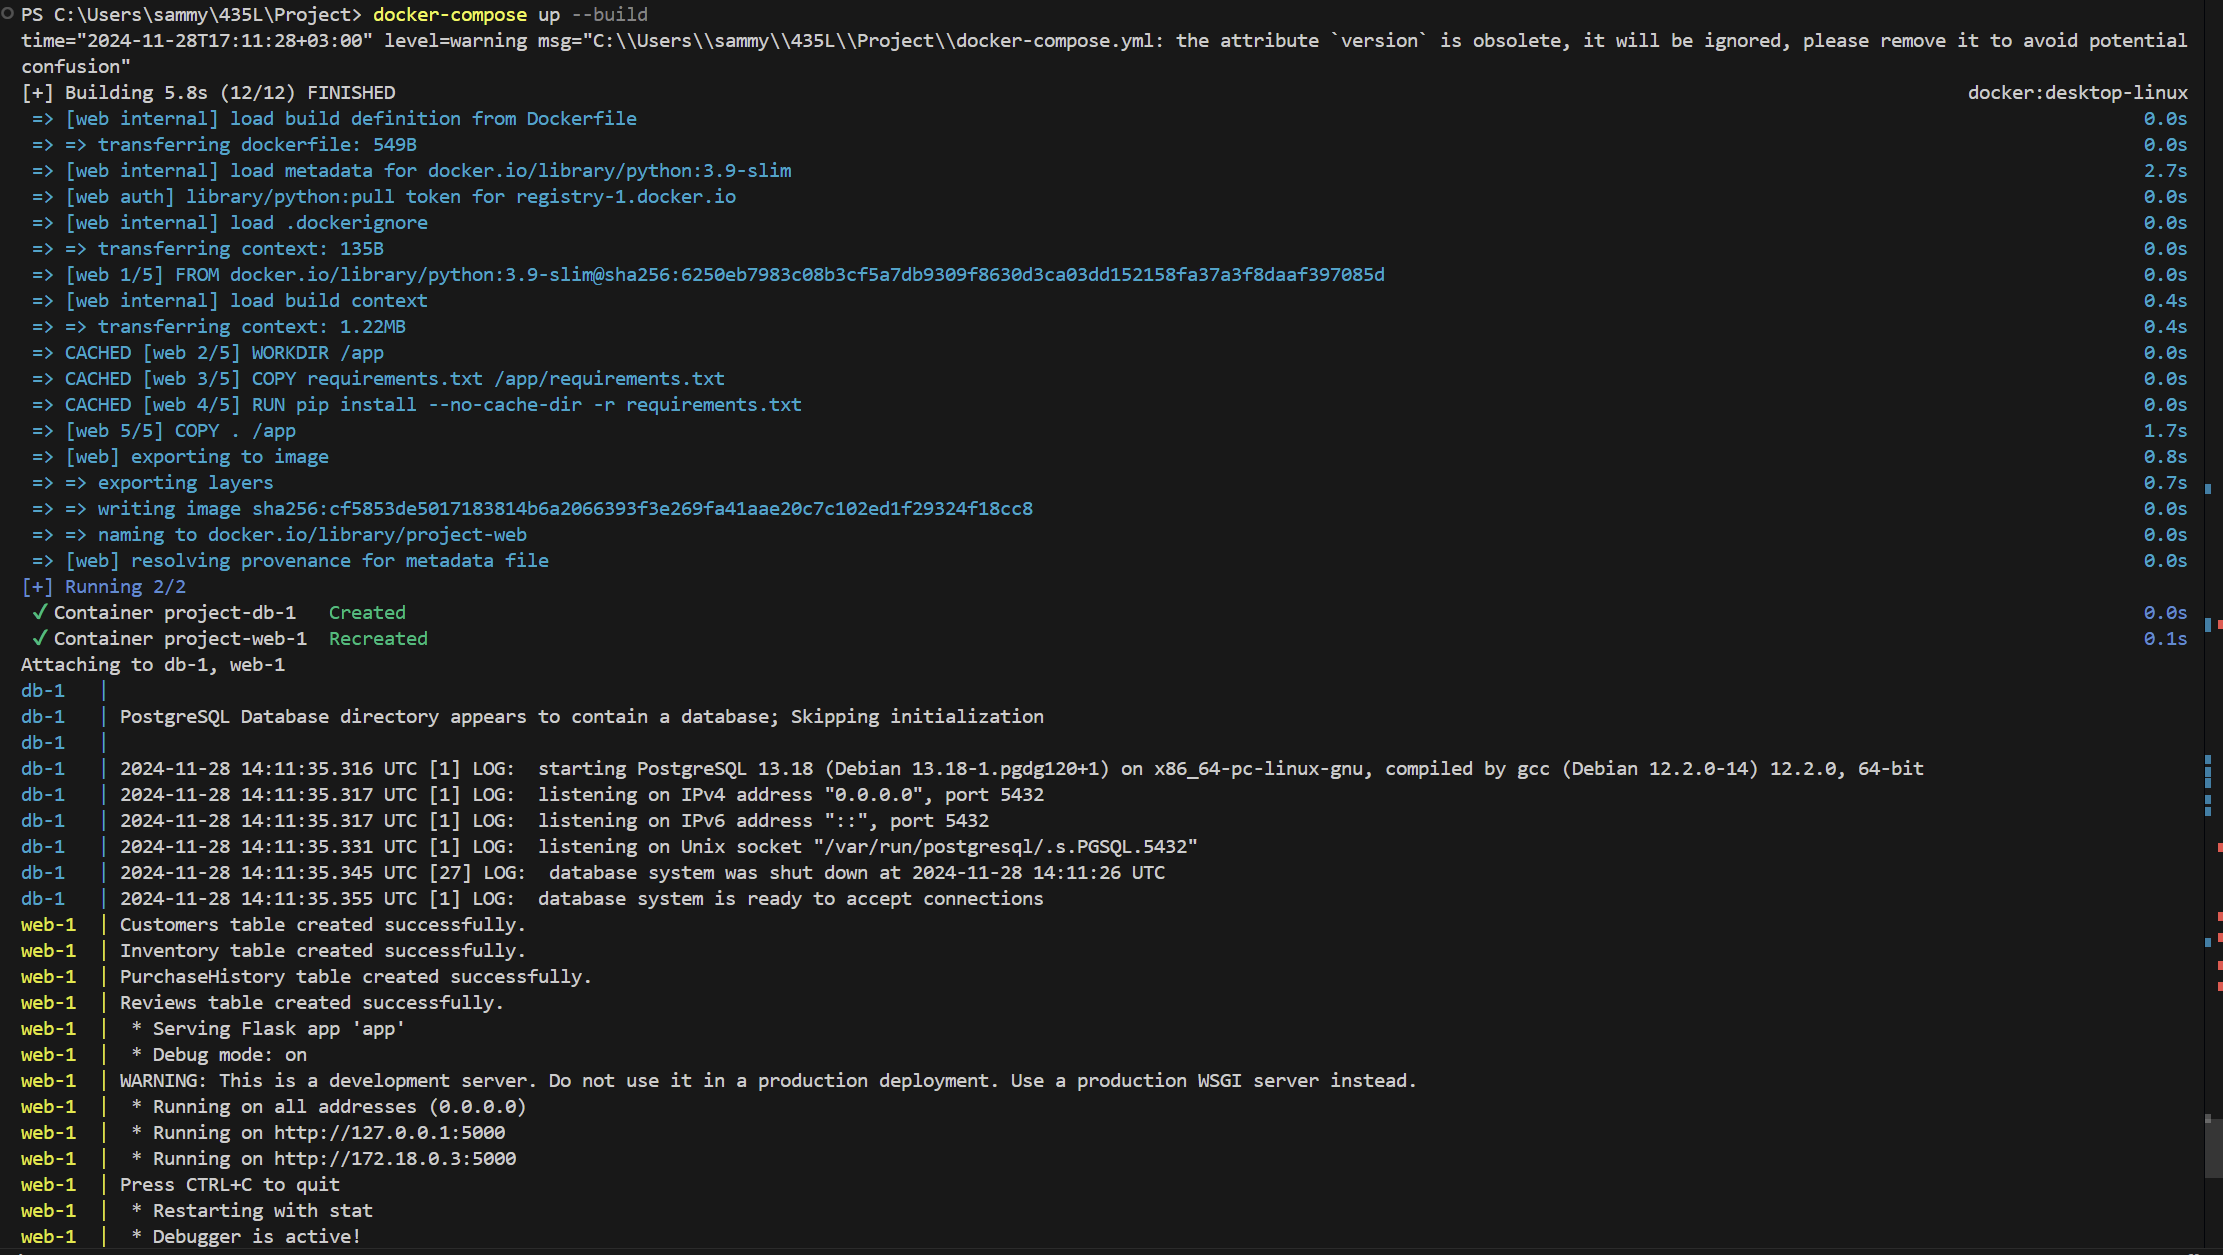 PS C:\Users\sammy\435L\Project> docker-compose up --build
time="2024-11-28T17:11:28+03:00" level=warning msg="C:\\Users\\sammy\\435L\\Project\\docker-compose.yml: the attribute `version` is obsolete, it will be ignored, please remove it to avoid potential
confusion"
[+] Building 5.8s (12/12) FINISHED docker:desktop-linux
=> [web internal] load build definition from Dockerfile 0.0s
=> => transferring dockerfile: 549B 0.0s
=> [web internal] load metadata for docker.io/library/python:3.9-slim 2.7s
=> [web auth] library/python:pull token for registry-1.docker.io 0.0s
=> [web internal] load .dockerignore 0.0s
=> => transferring context: 135B 0.0s
=> [web 1/5] FROM docker.io/library/python:3.9-slim@sha256:6250eb7983c08b3cf5a7db9309f8630d3ca03dd152158fa37a3f8daaf397085d 0.0s
=> [web internal] load build context 0.4s
=> => transferring context: 1.22MB 0.4s
=> CACHED [web 2/5] WORKDIR /app 0.0s
=> CACHED [web 3/5] COPY requirements.txt /app/requirements.txt 0.0s
=> CACHED [web 4/5] RUN pip install --no-cache-dir -r requirements.txt 0.0s
=> [web 5/5] COPY . /app 1.7s
=> [web] exporting to image 0.8s
=> => exporting layers 0.7s
=> => writing image sha256:cf5853de5017183814b6a2066393f3e269fa41aae20c7c102ed1f29324f18cc8 0.0s
=> => naming to docker.io/library/project-web 0.0s
=> [web] resolving provenance for metadata file 0.0s
[+] Running 2/2
✓ Container project-db-1 Created 0.0s
✓ Container project-web-1 Recreated 0.1s
Attaching to db-1, web-1
db-1 |
db-1 | PostgreSQL Database directory appears to contain a database; Skipping initialization
db-1 |
db-1 | 2024-11-28 14:11:35.316 UTC [1] LOG: starting PostgreSQL 13.18 (Debian 13.18-1.pgdg120+1) on x86_64-pc-linux-gnu, compiled by gcc (Debian 12.2.0-14) 12.2.0, 64-bit
db-1 | 2024-11-28 14:11:35.317 UTC [1] LOG: listening on IPv4 address "0.0.0.0", port 5432
db-1 | 2024-11-28 14:11:35.317 UTC [1] LOG: listening on IPv6 address "::", port 5432
db-1 | 2024-11-28 14:11:35.331 UTC [1] LOG: listening on Unix socket "/var/run/postgresql/.s.PGSQL.5432"
db-1 | 2024-11-28 14:11:35.345 UTC [27] LOG: database system was shut down at 2024-11-28 14:11:26 UTC
db-1 | 2024-11-28 14:11:35.355 UTC [1] LOG: database system is ready to accept connections
web-1 | Customers table created successfully.
web-1 | Inventory table created successfully.
web-1 | PurchaseHistory table created successfully.
web-1 | Reviews table created successfully.
web-1 | * Serving Flask app 'app'
web-1 | * Debug mode: on
web-1 | WARNING: This is a development server. Do not use it in a production deployment. Use a production WSGI server instead.
web-1 | * Running on all addresses (0.0.0.0)
web-1 | * Running on http://127.0.0.1:5000
web-1 | * Running on http://172.18.0.3:5000
web-1 | Press CTRL+C to quit
web-1 | * Restarting with stat
web-1 | * Debugger is active!